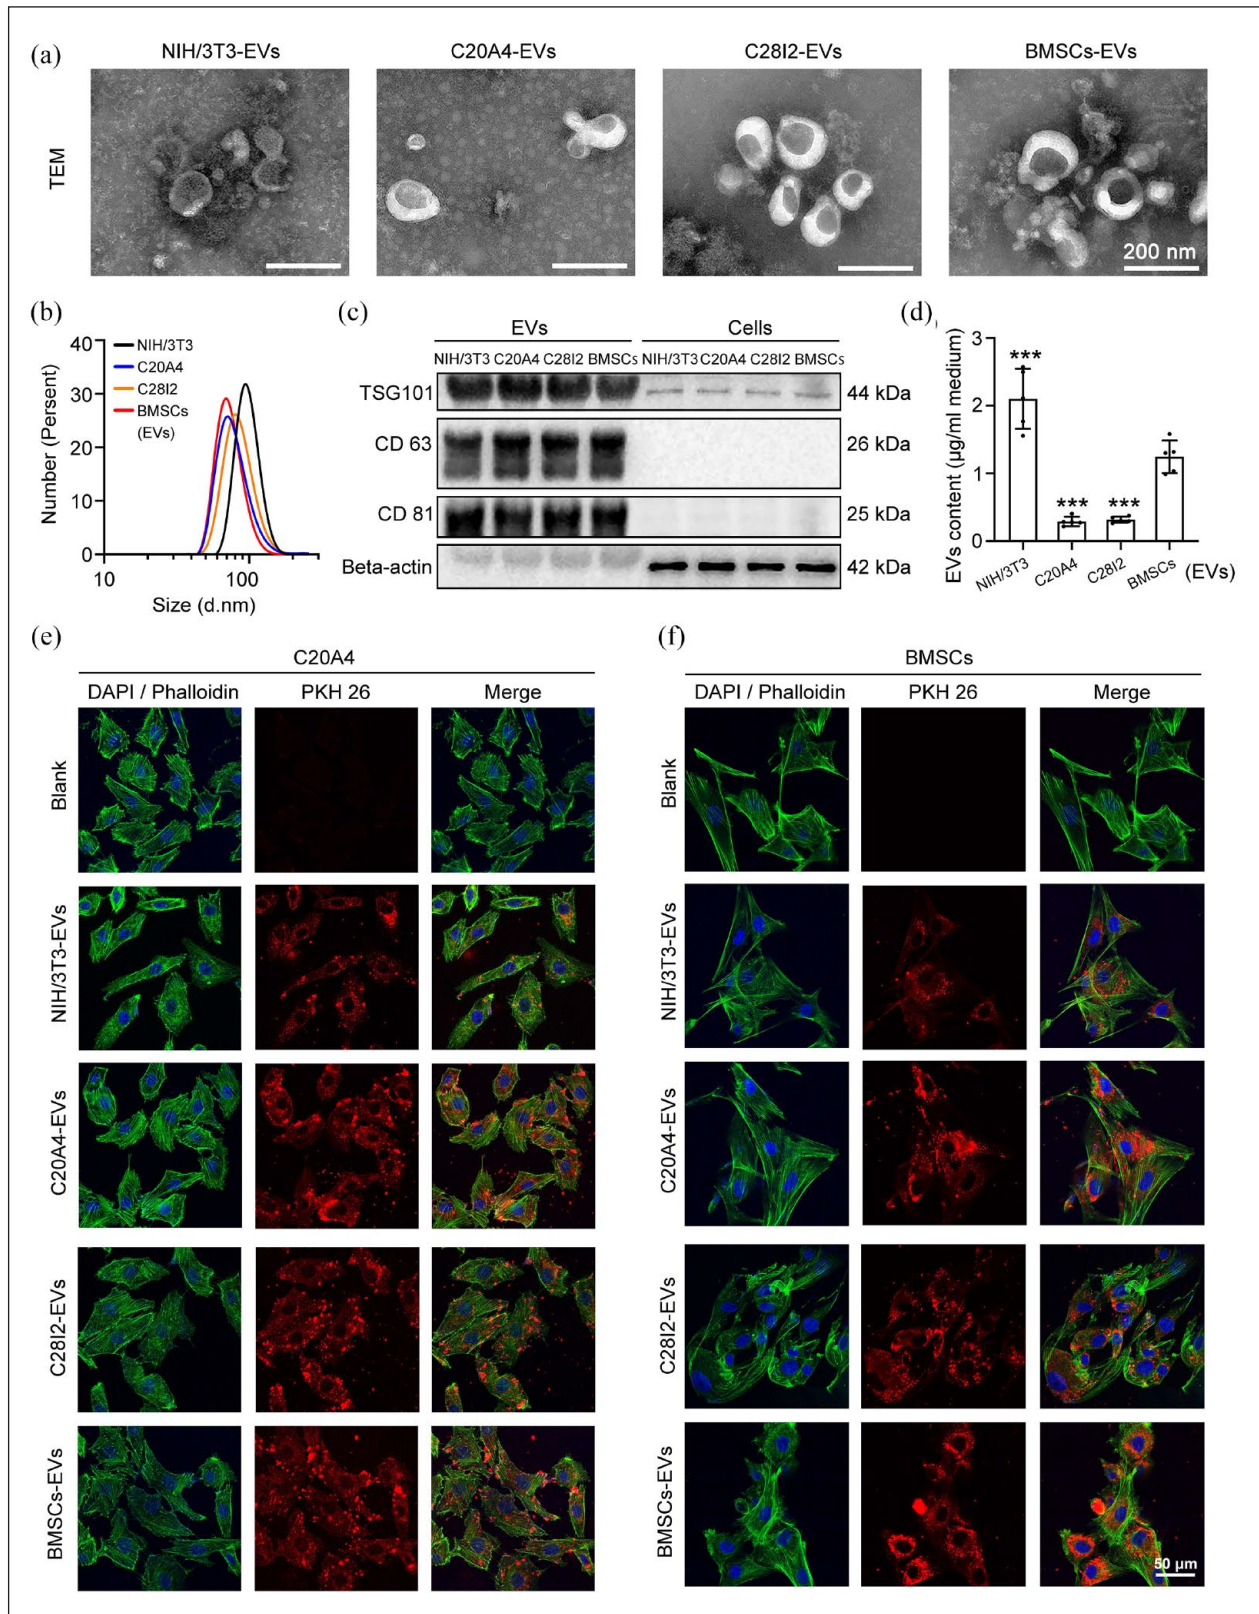 (a)
NIH/3T3-EVs C20A4-EVs C28I2-EVs BMSCs-EVs
TEM
200 nm
(b)
40
30
20
10
0
Number (Persent)
NIH/3T3
C20A4
C28I2
BMSCs
(EVs)
10 100
Size (d.nm)
(c)
EVs Cells
NIH/3T3 C20A4 C28I2 BMSCs NIH/3T3 C20A4 C28I2 BMSCs
TSG101 44 kDa
CD 63 26 kDa
CD 81 25 kDa
Beta-actin 42 kDa
(d)
3
2
1
0
EVs content (μg/ml medium)
*** *** ***
NIH/3T3 C20A4 C28I2 BMSCs (EVs)
(e)
C20A4
DAPI / Phalloidin PKH 26 Merge
Blank
NIH/3T3-EVs
C20A4-EVs
C28I2-EVs
BMSCs-EVs
(f)
BMSCs
DAPI / Phalloidin PKH 26 Merge
Blank
NIH/3T3-EVs
C20A4-EVs
C28I2-EVs
BMSCs-EVs
50 μm